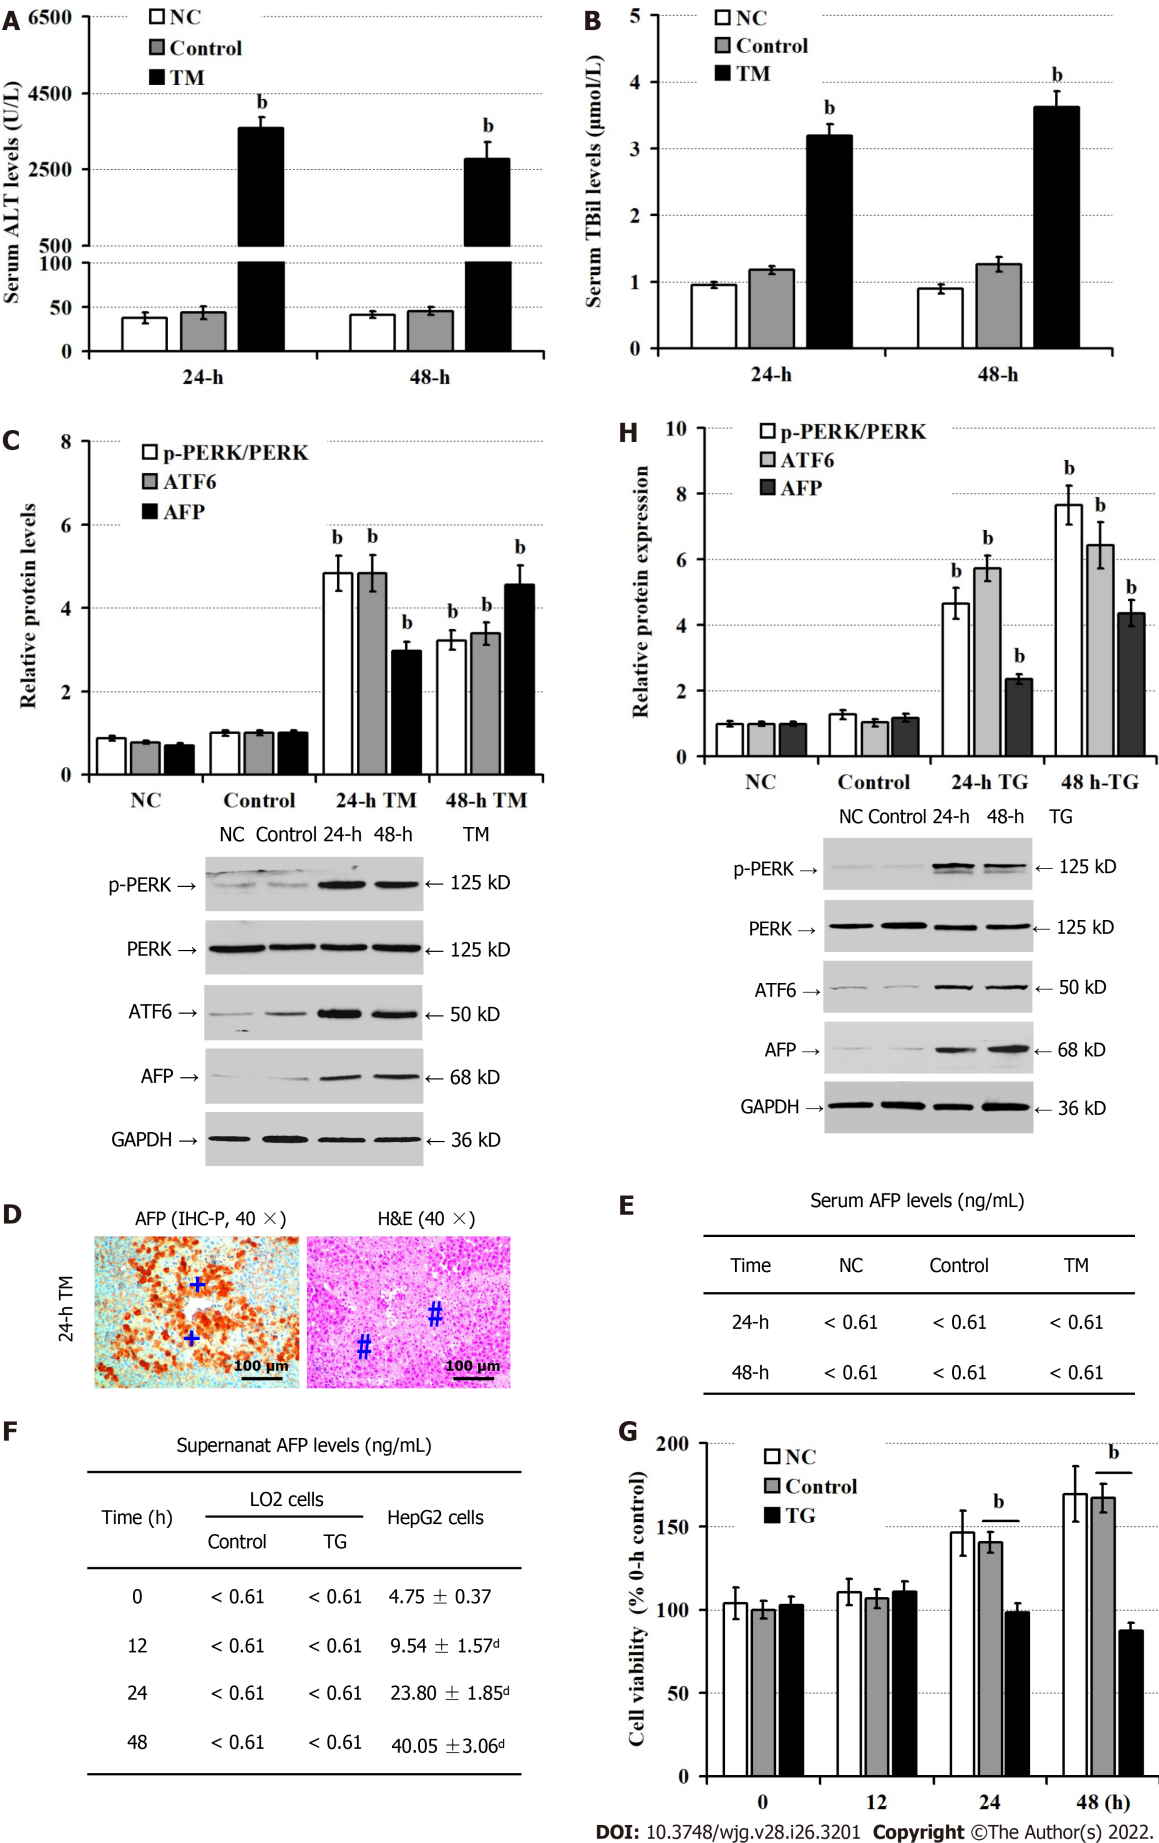 A
6500
4500
2500
500
100
50
0
Serum ALT levels (U/L)
NC
Control
TM
b
b
24-h
48-h
B
5
4
3
2
1
0
Serum TBil levels (µmol/L)
NC
Control
TM
b
b
24-h
48-h
C
8
6
4
2
0
Relative protein levels
p-PERK/PERK
ATF6
AFP
b b b b b b
NC Control 24-h TM 48-h TM
NC Control 24-h 48-h TM
p-PERK → ← 125 kD
PERK → ← 125 kD
ATF6 → ← 50 kD
AFP → ← 68 kD
GAPDH → ← 36 kD
H
10
8
6
4
2
0
Relative protein expression
p-PERK/PERK
ATF6
AFP
b b b b b b
NC Control 24-h TG 48 h-TG
NC Control 24-h 48-h TG
p-PERK → ← 125 kD
PERK → ← 125 kD
ATF6 → ← 50 kD
AFP → ← 68 kD
GAPDH → ← 36 kD
D
AFP (IHC-P, 40 ×) H&E (40 ×)
24-h TM
+
+
100 µm
#
#
100 µm
E
Serum AFP levels (ng/mL)
Time NC Control TM
24-h < 0.61 < 0.61 < 0.61
48-h < 0.61 < 0.61 < 0.61
F
Supernanat AFP levels (ng/mL)
Time (h) LO2 cells HepG2 cells
Control TG
0 < 0.61 < 0.61 4.75 ± 0.37
12 < 0.61 < 0.61 9.54 ± 1.57ᵈ
24 < 0.61 < 0.61 23.80 ± 1.85ᵈ
48 < 0.61 < 0.61 40.05 ±3.06ᵈ
G
200
150
100
50
0
Cell viability (% 0-h control)
NC
Control
TG
b
b
0 12 24 48 (h)
DOI: 10.3748/wjg.v28.i26.3201 Copyright ©The Author(s) 2022.